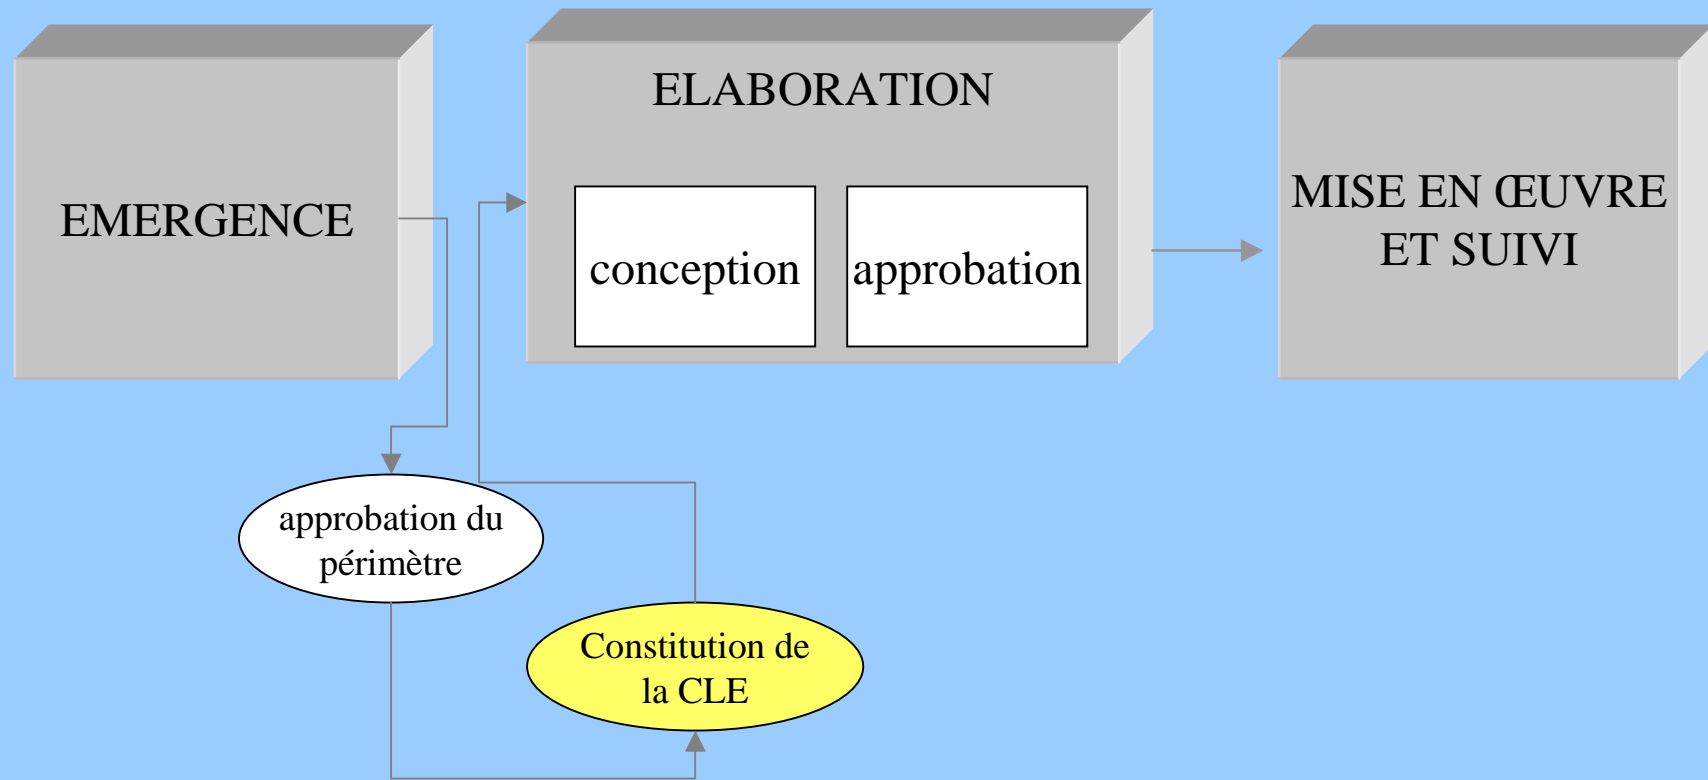 EMERGENCE
ELABORATION
conception
approbation
MISE EN ŒUVRE
ET SUIVI
approbation du
périmètre
Constitution de
la CLE